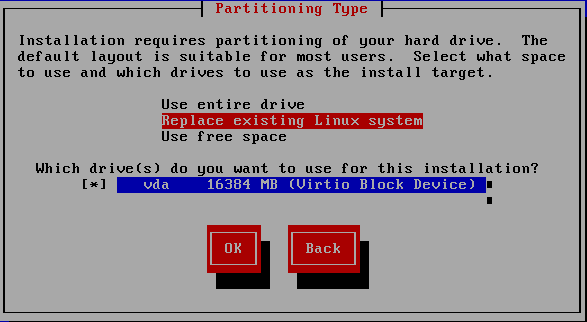 Partitioning Type
Installation requires partitioning of your hard drive.  The
default layout is suitable for most users.  Select what space
to use and which drives to use as the install target.
Use entire drive
Replace existing Linux system
Use free space
Which drive(s) do you want to use for this installation?
[*]    vda    16384 MB (Virtio Block Device)
OK    Back